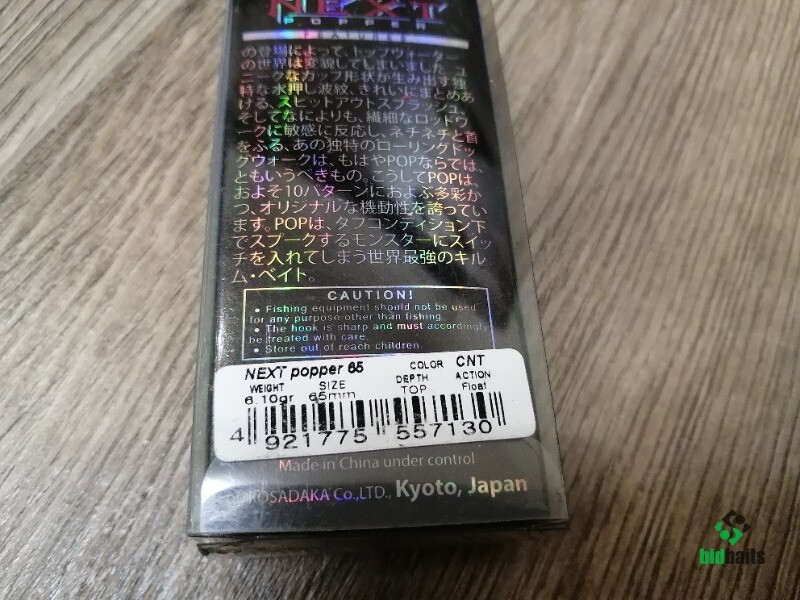 NEXT
POPPER
FEATURES
の登場によって、トップウォーター
の世界は変貌してしまいました。ユ
ニークなカップ形状が生み出す独
特な水押し波紋、きれいにまとめあ
げる、スピットアウトスプラッシュ。
そしてなによりも、繊細なロッドワ
ークに敏感に反応し、ネチネチと首
をふる、あの独特のローリングドッ
グウォークは、もはやPOPならでは、
ともいうべきもの。こうしてPOPは、
およそ10パターンにおよぶ多彩か
つ、オリジナルな機動性を誇ってい
ます。POPは、タフコンディション下
でスプークするモンスターにスイッ
チを入れてしまう世界最強のキル
ム・ベイト。
CAUTION!
● Fishing equipment should not be used
for any purpose other than fishing.
● The hook is sharp and must accordingly
be treated with care.
● Store out of reach children.
NEXT popper 65 COLOR CNT
WEIGHT SIZE DEPTH ACTION
6.10gr 65mm TOP Float
4 921775 557130
Made in China under control
KOSADAKA Co.,LTD., Kyoto, Japan
bidbaits